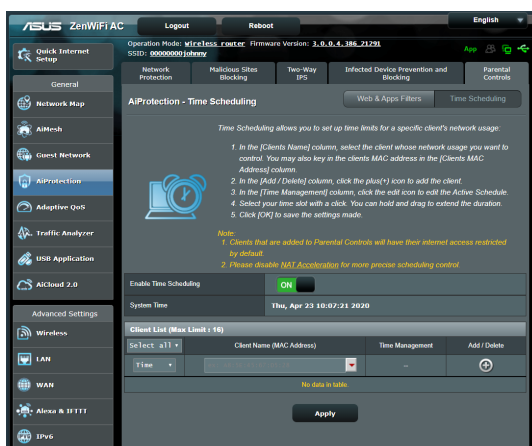 ASUS ZenWiFi AC
Logout
Reboot
English
Quick Internet Setup
General
Network Map
AiMesh
Guest Network
AiProtection
Adaptive QoS
Traffic Analyzer
USB Application
AiCloud 2.0
Advanced Settings
Wireless
LAN
WAN
Alexa & IFTTT
IPv6
Operation Mode: Wireless router Firmware Version: 3.0.0.4.386_21291
SSID: 00000000johnny
App
Network Protection
Malicious Sites Blocking
Two-Way IPS
Infected Device Prevention and Blocking
Parental Controls
AiProtection - Time Scheduling
Web & Apps Filters
Time Scheduling
Time Scheduling allows you to set up time limits for a specific client's network usage:
1. In the [Clients Name] column, select the client whose network usage you want to
control. You may also key in the clients MAC address in the [Clients MAC
Address] column.
2. In the [Add / Delete] column, click the plus(+) icon to add the client.
3. In the [Time Management] column, click the edit icon to edit the Active Schedule.
4. Select your time slot with a click. You can hold and drag to extend the duration.
5. Click [OK] to save the settings made.
Note:
1. Clients that are added to Parental Controls will have their internet access restricted
by default.
2. Please disable NAT Acceleration for more precise scheduling control.
Enable Time Scheduling
ON
System Time
Thu, Apr 23 10:07:21 2020
Client List (Max Limit : 16)
Select all
Client Name (MAC Address)
Time Management
Add / Delete
Time
--
No data in table.
Apply